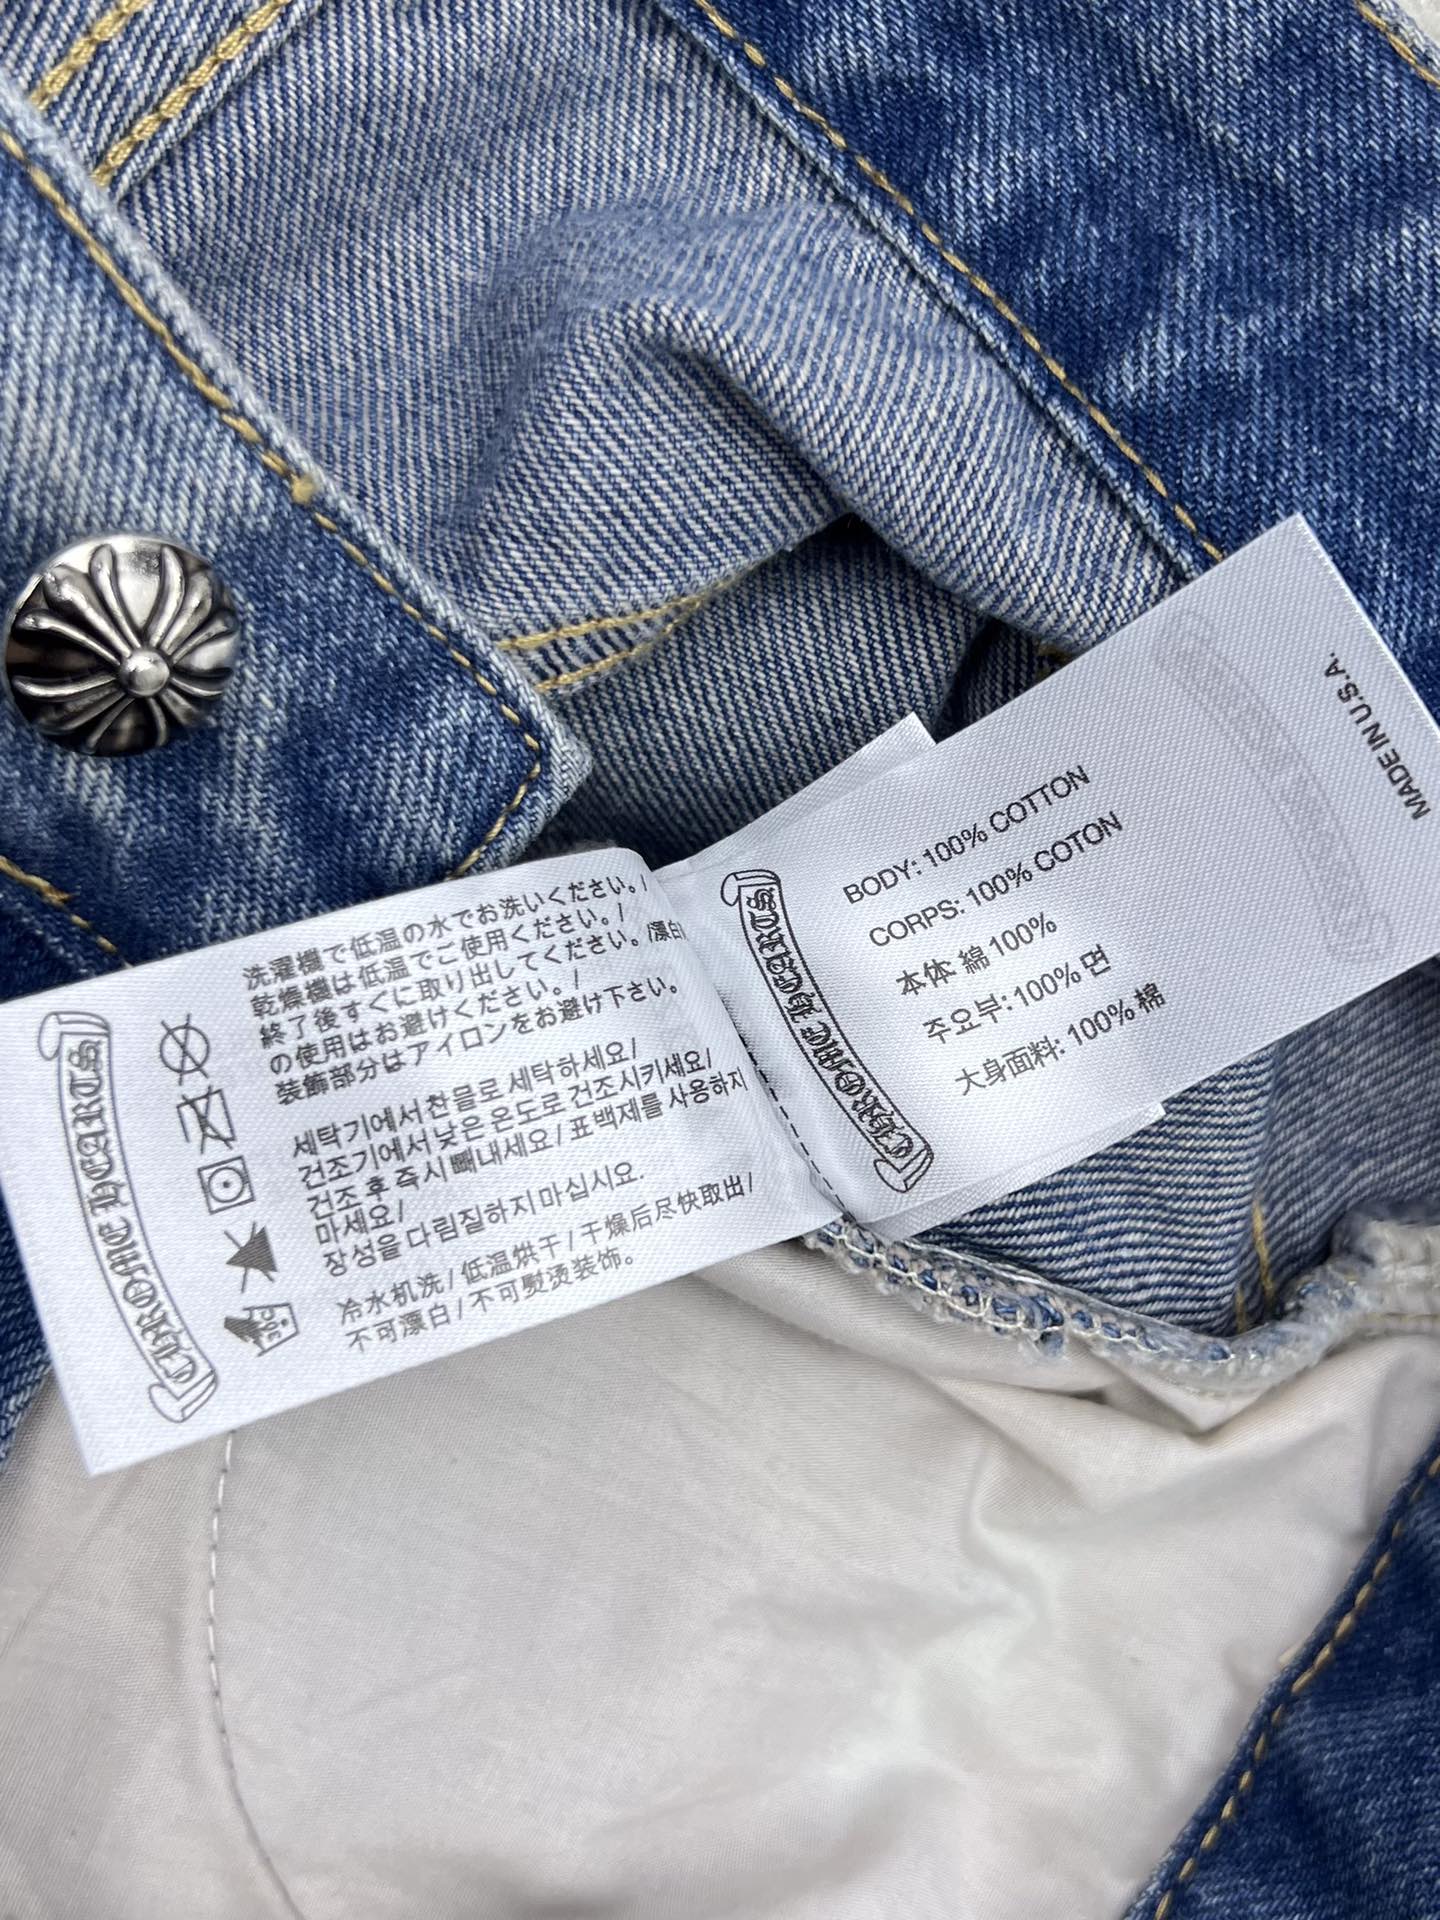 CHROME HEARTS
洗濯機で低温の水でお洗いください。/
乾燥機は低温でご使用ください。/
終了後すぐに取り出してください。/漂白
の使用はお避けください。/
装飾部分はアイロンをお避け下さい。
세탁기에서 찬물로 세탁하세요/
건조기에서 낮은 온도로 건조시키세요/
건조 후 즉시 빼내세요 / 표백제를 사용하지
마세요/
장성을 다림질하지 마십시요.
冷水机洗 / 低温烘干 / 干燥后尽快取出 /
不可漂白 / 不可熨烫装饰。
CHROME HEARTS
BODY: 100% COTTON
CORPS: 100% COTON
本体 綿 100%
주요부: 100% 면
大身面料: 100% 棉
MADE IN U.S.A.